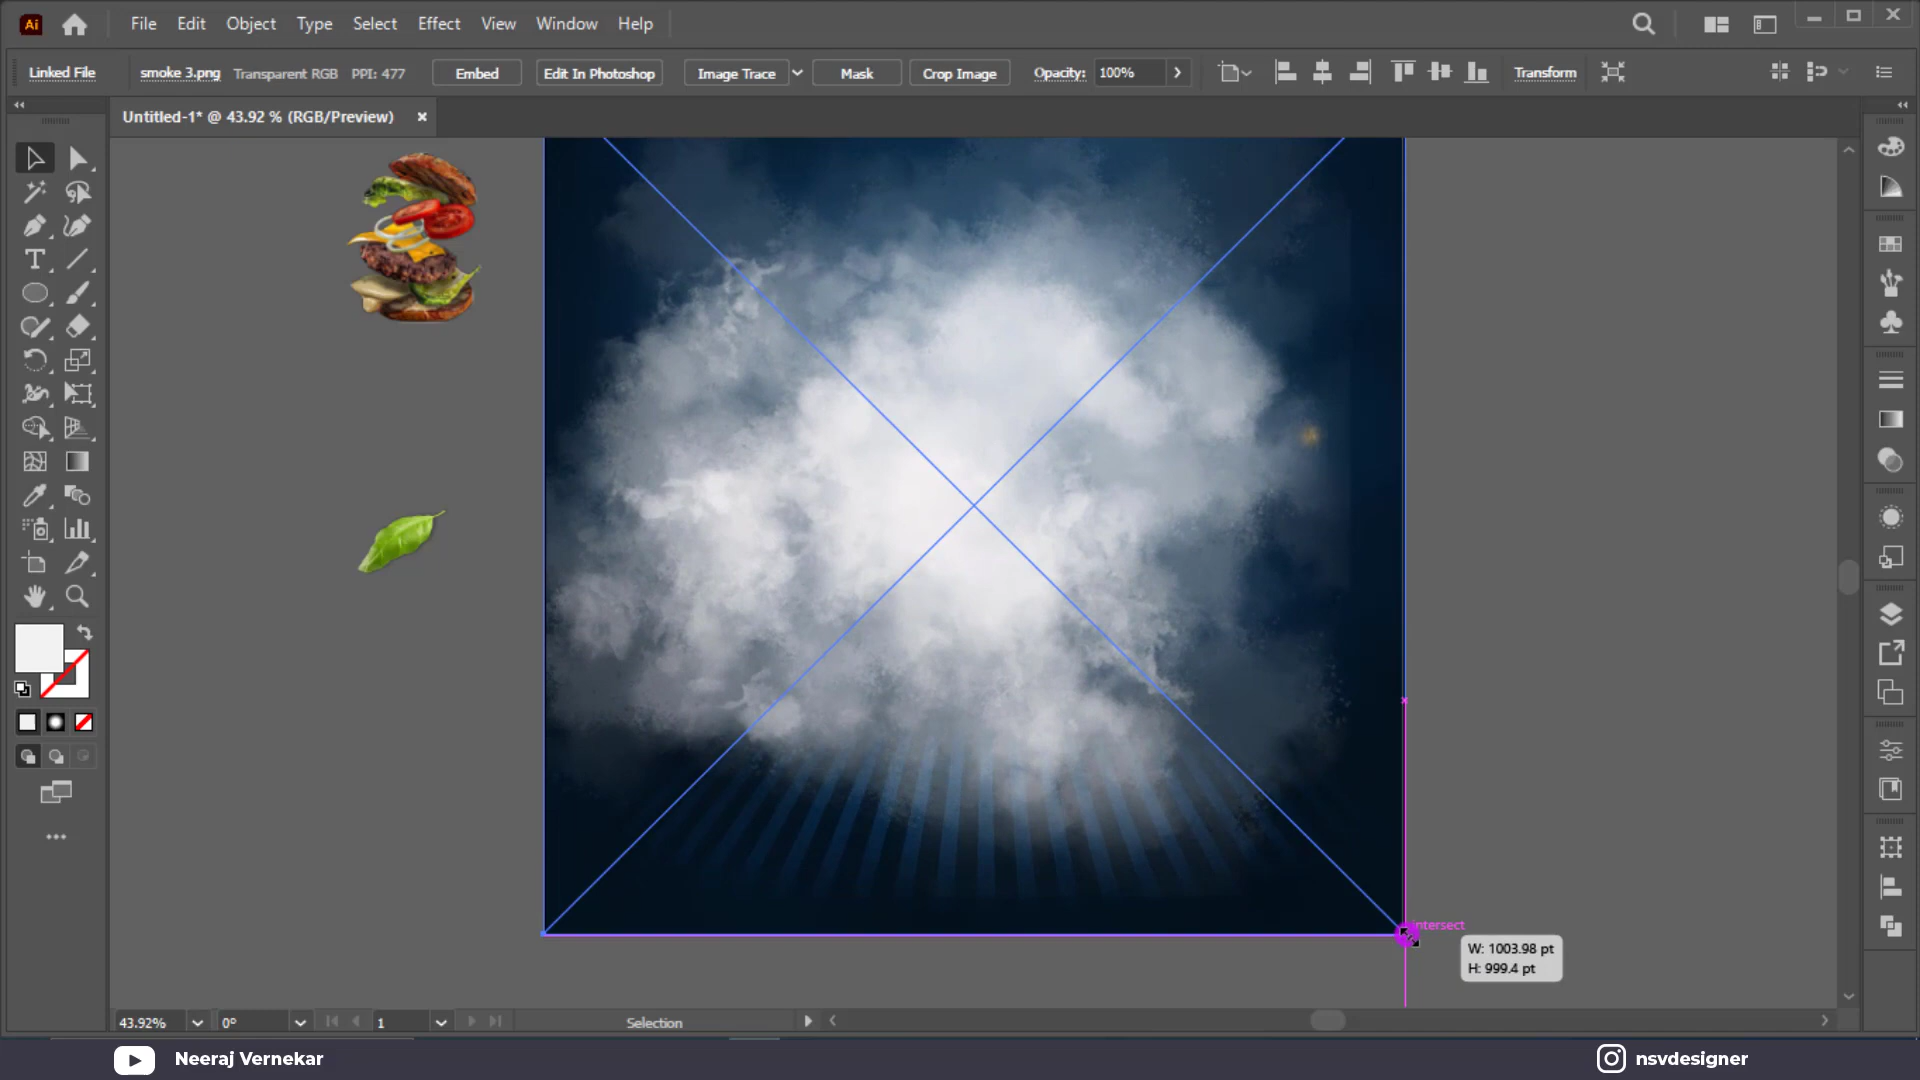 Ai File Edit Object Type Select Effect View Window Help
Linked File smoke 3.png Transparent RGB PPI: 477 Embed Edit In Photoshop Image Trace Mask Crop Image Opacity: 100% Transform
Untitled-1* @ 43.92 % (RGB/Preview)
T
intersect
W: 1003.98 pt
H: 999.4 pt
43.92% 0° 1 Selection
Neeraj Vernekar nsvdesigner